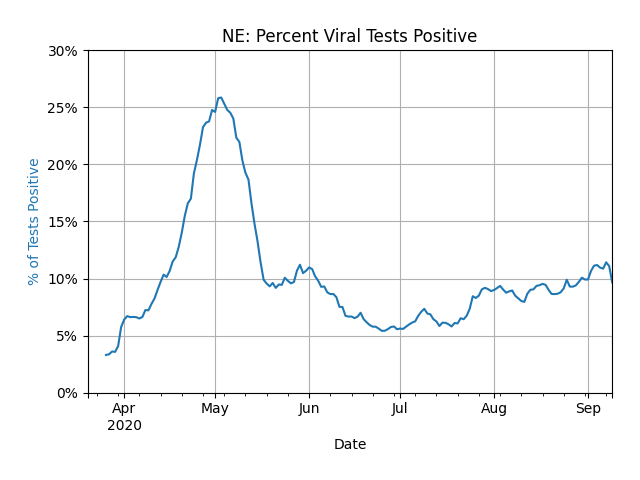 NE: Percent Viral Tests Positive
30%
25%
20%
15%
10%
5%
0%
% of Tests Positive
Apr May Jun Jul Aug Sep
2020
Date